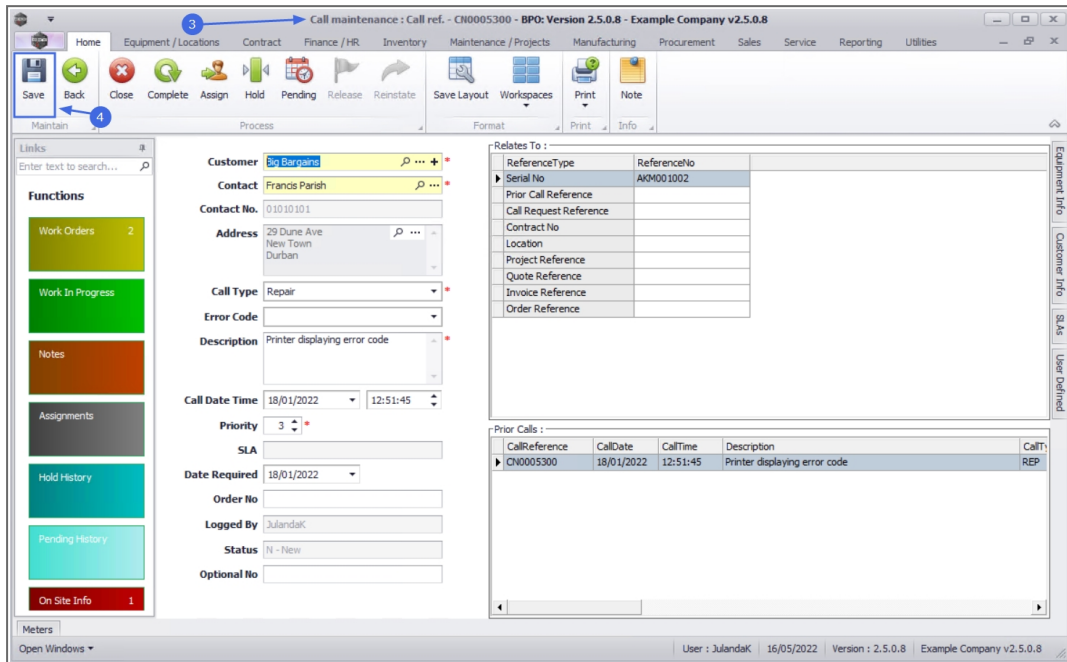 3
Call maintenance : Call ref. - CN0005300 - BPO: Version 2.5.0.8 - Example Company v2.5.0.8
Home Equipment / Locations Contract Finance / HR Inventory Maintenance / Projects Manufacturing Procurement Sales Service Reporting Utilities
Save Back Close Complete Assign Hold Pending Release Reinstate Save Layout Workspaces Print Note
4
Maintain Process Format Print Info
Links
Enter text to search...
Functions
Work Orders 2
Work In Progress
Notes
Assignments
Hold History
Pending History
On Site Info 1
Customer Big Bargains *
Contact Francis Parish *
Contact No. 01010101
Address 29 Dune Ave
New Town
Durban
Call Type Repair *
Error Code
Description Printer displaying error code *
Call Date Time 18/01/2022 12:51:45
Priority 3 *
SLA
Date Required 18/01/2022
Order No
Logged By JulandaK
Status N - New
Optional No
Relates To :
ReferenceType ReferenceNo
Serial No AKM001002
Prior Call Reference
Call Request Reference
Contract No
Location
Project Reference
Quote Reference
Invoice Reference
Order Reference
Prior Calls :
CallReference CallDate CallTime Description CallTy
CN0005300 18/01/2022 12:51:45 Printer displaying error code REP
Equipment Info
Customer Info
SLAs
User Defined
Meters
Open Windows User : JulandaK 16/05/2022 Version : 2.5.0.8 Example Company v2.5.0.8